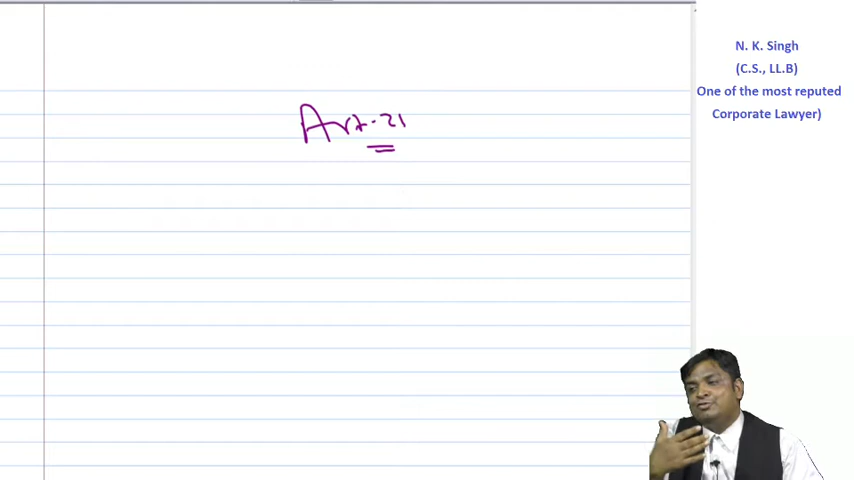 Art.21
N. K. Singh
(C.S., LL.B)
One of the most reputed
Corporate Lawyer)